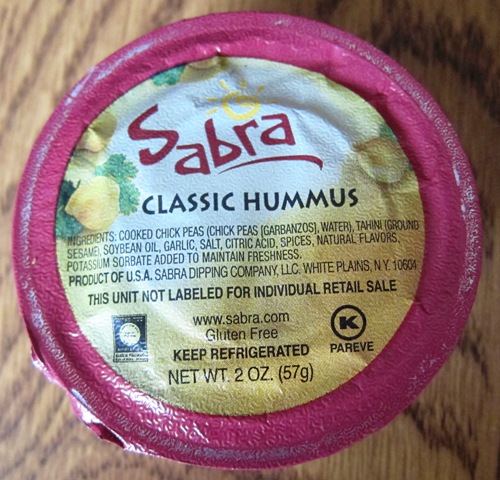 Sabra
CLASSIC HUMMUS
INGREDIENTS: COOKED CHICK PEAS (CHICK PEAS [GARBANZOS], WATER), TAHINI (GROUND
SESAME), SOYBEAN OIL, GARLIC, SALT, CITRIC ACID, SPICES, NATURAL FLAVORS,
POTASSIUM SORBATE ADDED TO MAINTAIN FRESHNESS.
PRODUCT OF U.S.A. SABRA DIPPING COMPANY, LLC. WHITE PLAINS, N.Y. 10604
THIS UNIT NOT LABELED FOR INDIVIDUAL RETAIL SALE
www.sabra.com
Gluten Free
KEEP REFRIGERATED
NET WT. 2 OZ. (57g)
K
PAREVE